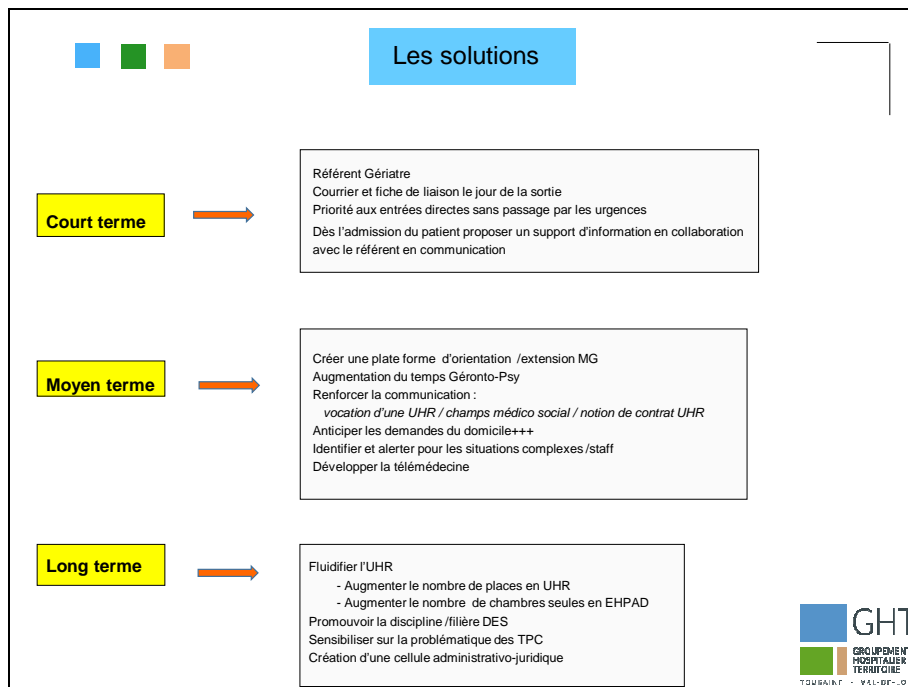 Les solutions
Court terme
Référent Gériatre
Courrier et fiche de liaison le jour de la sortie
Priorité aux entrées directes sans passage par les urgences
Dès l'admission du patient proposer un support d'information en collaboration
avec le référent en communication
Moyen terme
Créer une plate forme d'orientation /extension MG
Augmentation du temps Géronto-Psy
Renforcer la communication :
vocation d'une UHR / champs médico social / notion de contrat UHR
Anticiper les demandes du domicile+++
Identifier et alerter pour les situations complexes /staff
Développer la télémédecine
Long terme
Fluidifier l'UHR
- Augmenter le nombre de places en UHR
- Augmenter le nombre de chambres seules en EHPAD
Promouvoir la discipline /filière DES
Sensibiliser sur la problématique des TPC
Création d'une cellule administrativo-juridique
GHT
GROUPEMENT
HOSPITALIER
TERRITOIRE
TOURAINE - VAL-DE-LO